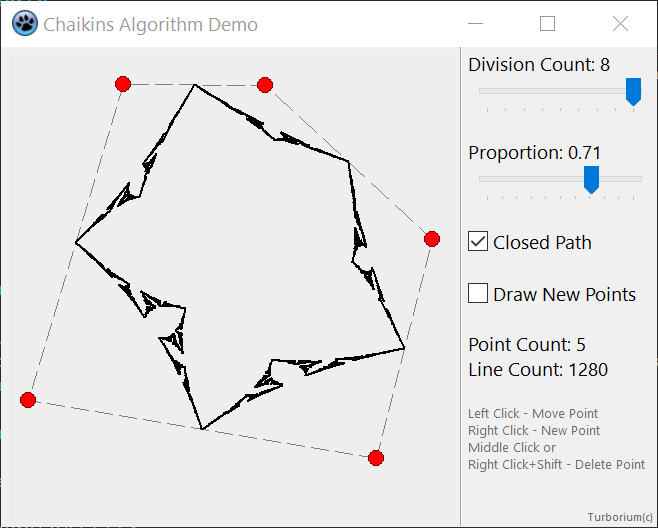 Chaikins Algorithm Demo
Division Count: 8
Proportion: 0.71
Closed Path
Draw New Points
Point Count: 5
Line Count: 1280
Left Click - Move Point
Right Click - New Point
Middle Click or
Right Click+Shift - Delete Point
Turborium(c)